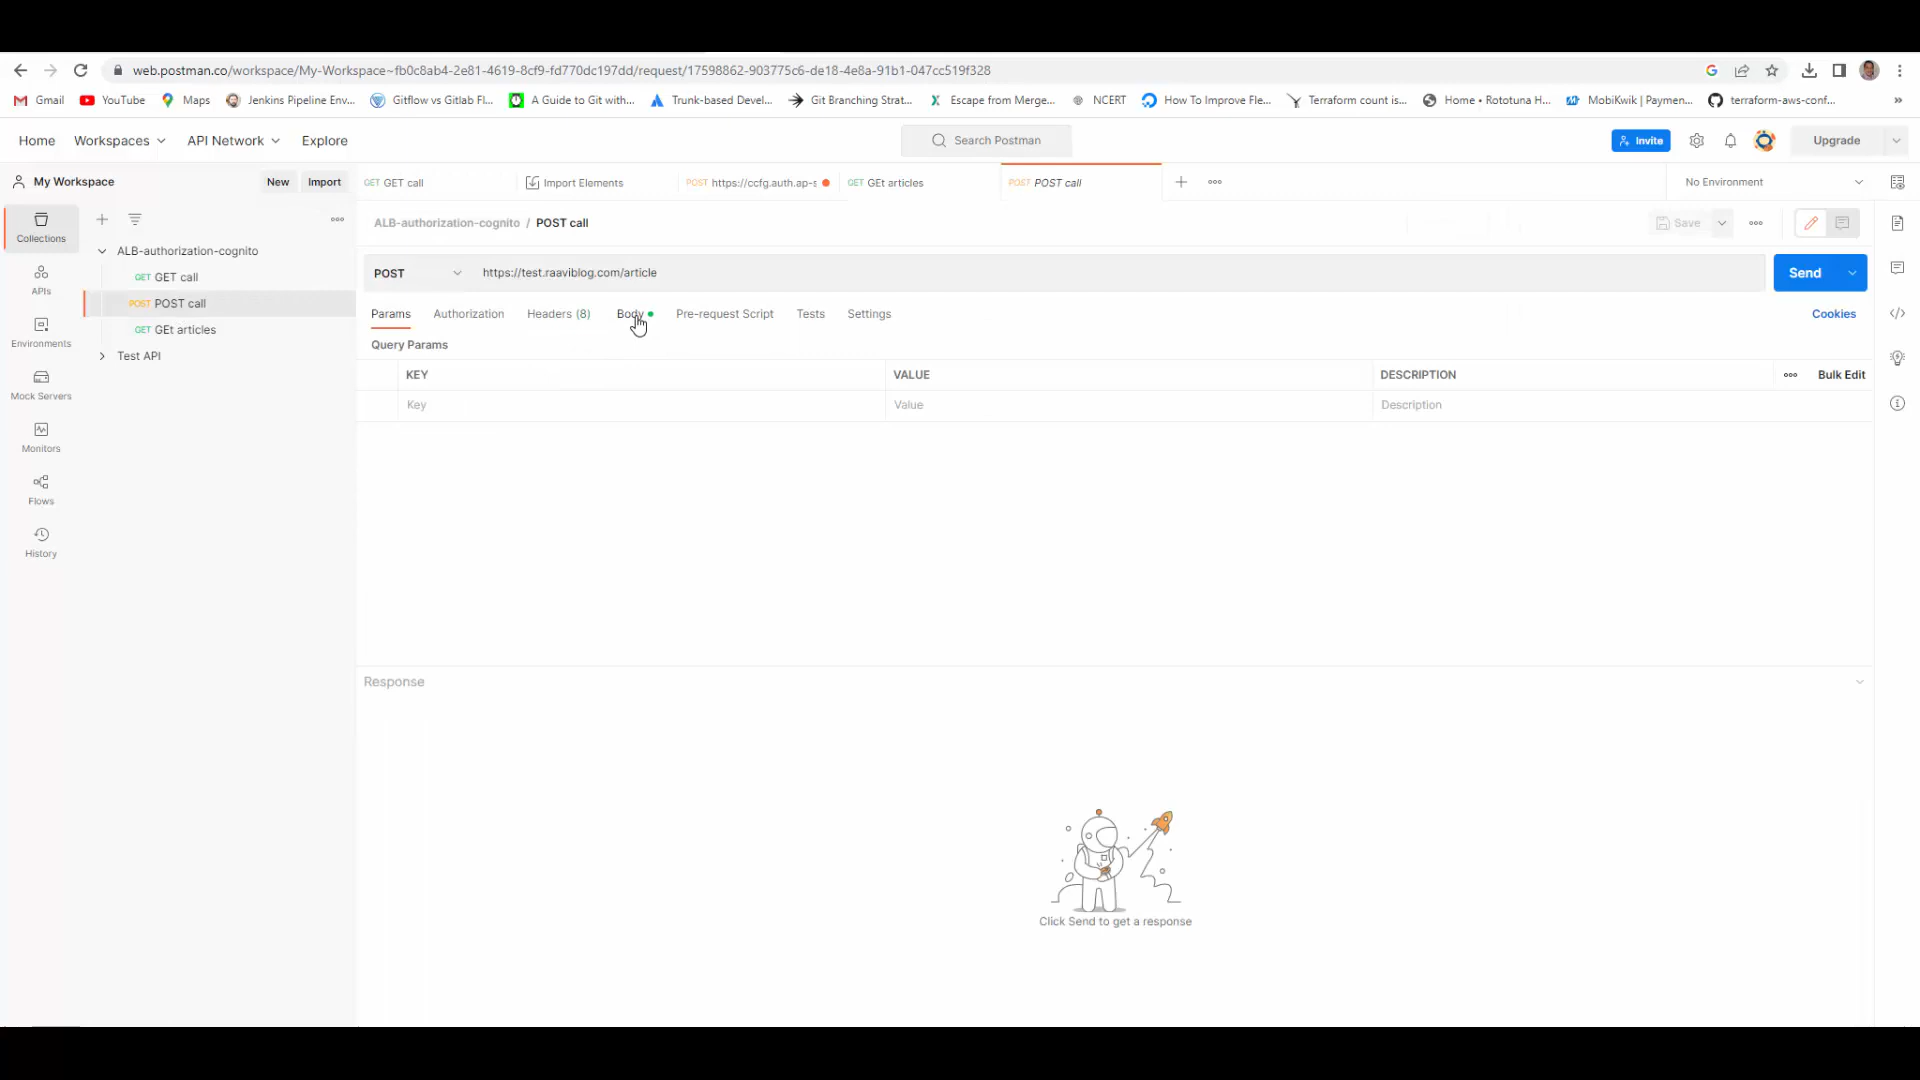 web.postman.co/workspace/My-Workspace~fb0c8ab4-2e81-4619-8cf9-fd770dc197dd/request/17598862-903775c6-de18-4e8a-91b1-047cc519f328
Gmail YouTube Maps Jenkins Pipeline Env... Gitflow vs Gitlab Fl... A Guide to Git with... Trunk-based Devel... Git Branching Strat... Escape from Merge... NCERT How To Improve Fle... Terraform count is... Home • Rototuna H... MobiKwik | Paymen... terraform-aws-conf... »
Home Workspaces API Network Explore Search Postman Invite Upgrade
My Workspace New Import GET GET call Import Elements POST https://ccfg.auth.ap-s GET GEt articles POST POST call No Environment
Collections
ALB-authorization-cognito / POST call Save
ALB-authorization-cognito
GET GET call
POST POST call
GET GEt articles
Test API
APIs
Environments
Mock Servers
Monitors
Flows
History
POST https://test.raaviblog.com/article Send
Params Authorization Headers (8) Body Pre-request Script Tests Settings Cookies
Query Params
KEY VALUE DESCRIPTION Bulk Edit
Key Value Description
Response
Click Send to get a response